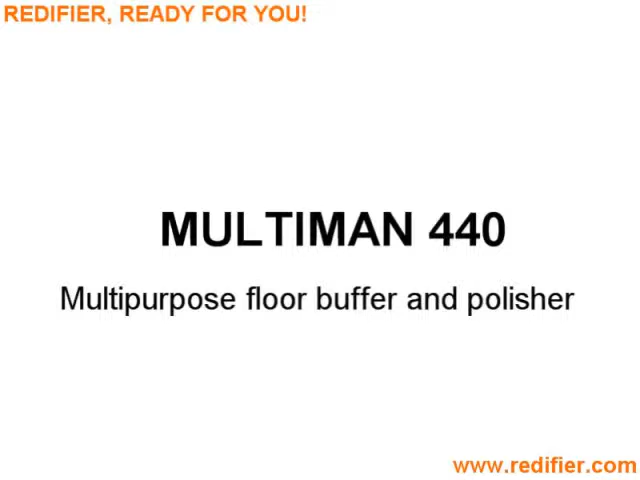 REDIFIER, READY FOR YOU!
MULTIMAN 440
Multipurpose floor buffer and polisher
www.redifier.com